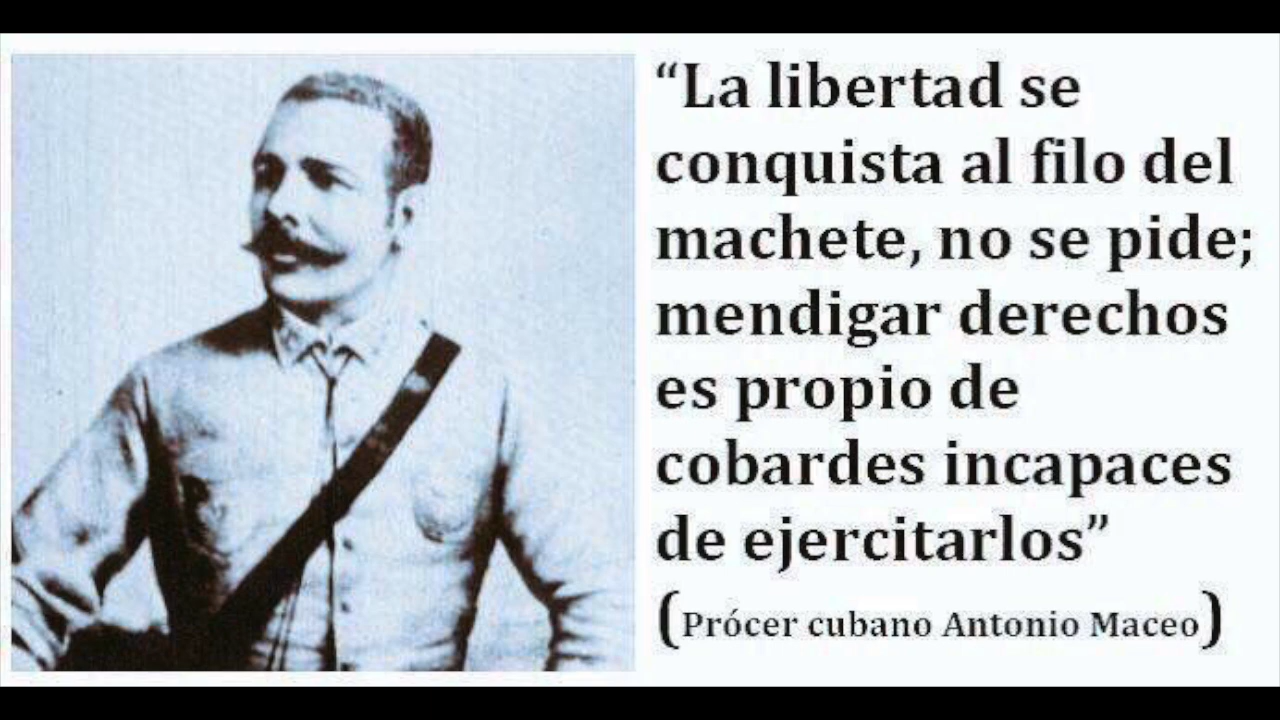 “La libertad se
conquista al filo del
machete, no se pide;
mendigar derechos
es propio de
cobardes incapaces
de ejercitarlos”
(Prócer cubano Antonio Maceo)